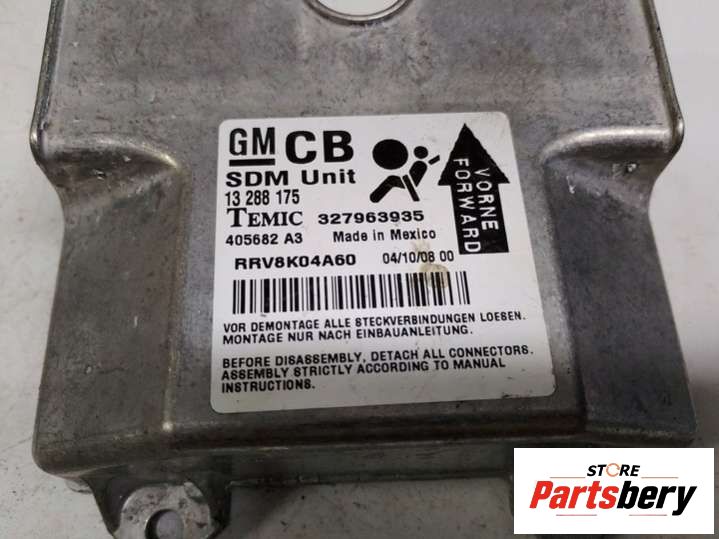 GM CB
SDM Unit
13 288 175
TEMIC 327963935
405682 A3 Made in Mexico
RRV8K04A60 04/10/08 00
VORNE
FORWARD
VOR DEMONTAGE ALLE STECKVERBINDUNGEN LOEßEN.
MONTAGE NUR NACH EINBAUANLEITUNG.
BEFORE DISASSEMBLY, DETACH ALL CONNECTORS.
ASSEMBLY STRICTLY ACCORDING TO MANUAL
INSTRUCTIONS.
STORE
Partsbery